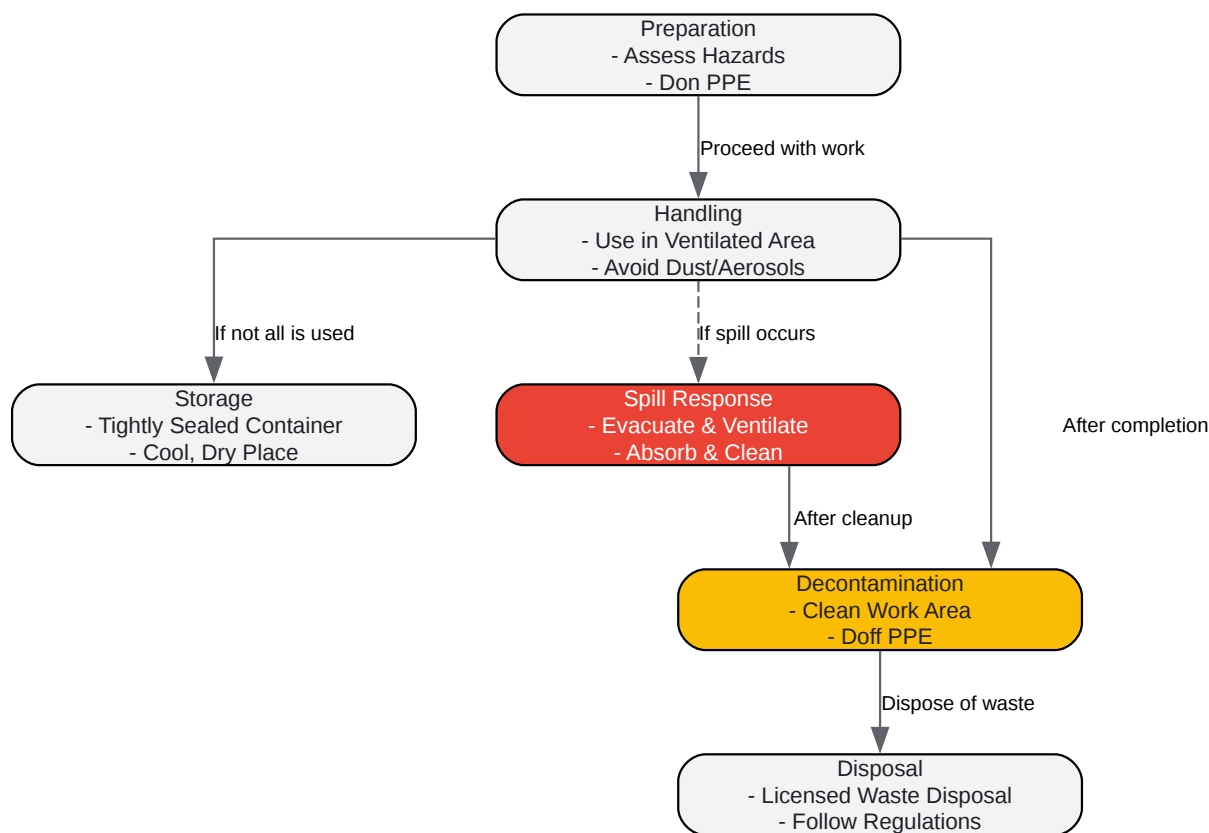 Preparation
- Assess Hazards
- Don PPE
Proceed with work
Handling
- Use in Ventilated Area
- Avoid Dust/Aerosols
If not all is used
If spill occurs
Storage
- Tightly Sealed Container
- Cool, Dry Place
Spill Response
- Evacuate & Ventilate
- Absorb & Clean
After completion
After cleanup
Decontamination
- Clean Work Area
- Doff PPE
Dispose of waste
Disposal
- Licensed Waste Disposal
- Follow Regulations